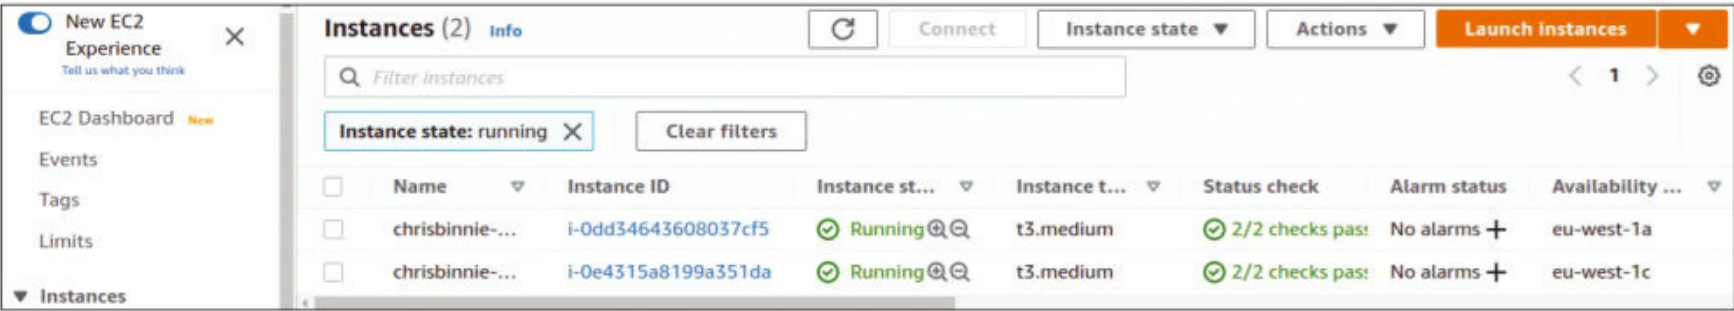 New EC2
Experience
Tell us what you think
EC2 Dashboard New
Events
Tags
Limits
Instances
Instances (2) Info
Connect
Instance state
Actions
Launch instances
Filter instances
1
Instance state: running
Clear filters
Name Instance ID Instance st... Instance t... Status check Alarm status Availability ...
chrisbinnie-... i-0dd34643608037cf5 Running t3.medium 2/2 checks pas No alarms + eu-west-1a
chrisbinnie-... i-0e4315a8199a351da Running t3.medium 2/2 checks pas No alarms + eu-west-1c